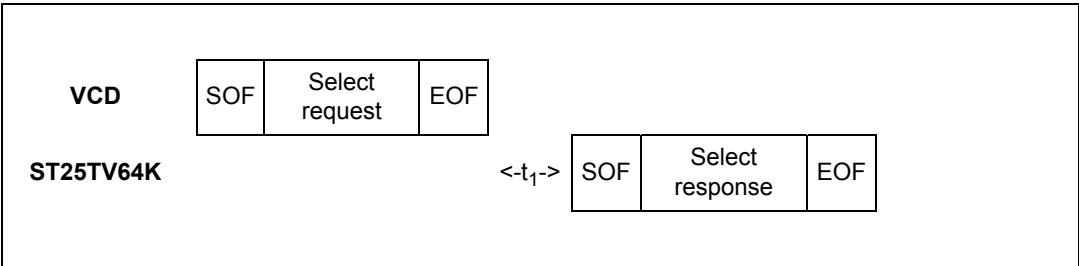 VCD SOF Select request EOF
ST25TV64K <-t1-> SOF Select response EOF